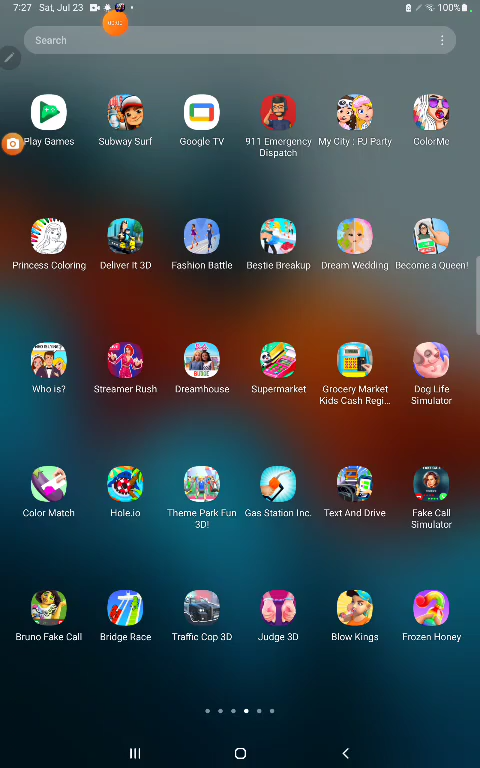 7:27 Sat, Jul 23
100%
00:00
Search
Play Games
Subway Surf
Google TV
911 Emergency
Dispatch
My City : PJ Party
ColorMe
Princess Coloring
Deliver It 3D
Fashion Battle
Bestie Breakup
Dream Wedding
Become a Queen!
Who is?
Streamer Rush
Dreamhouse
Supermarket
Grocery Market
Kids Cash Regi...
Dog Life
Simulator
Color Match
Hole.io
Theme Park Fun
3D!
Gas Station Inc.
Text And Drive
Fake Call
Simulator
Bruno Fake Call
Bridge Race
Traffic Cop 3D
Judge 3D
Blow Kings
Frozen Honey